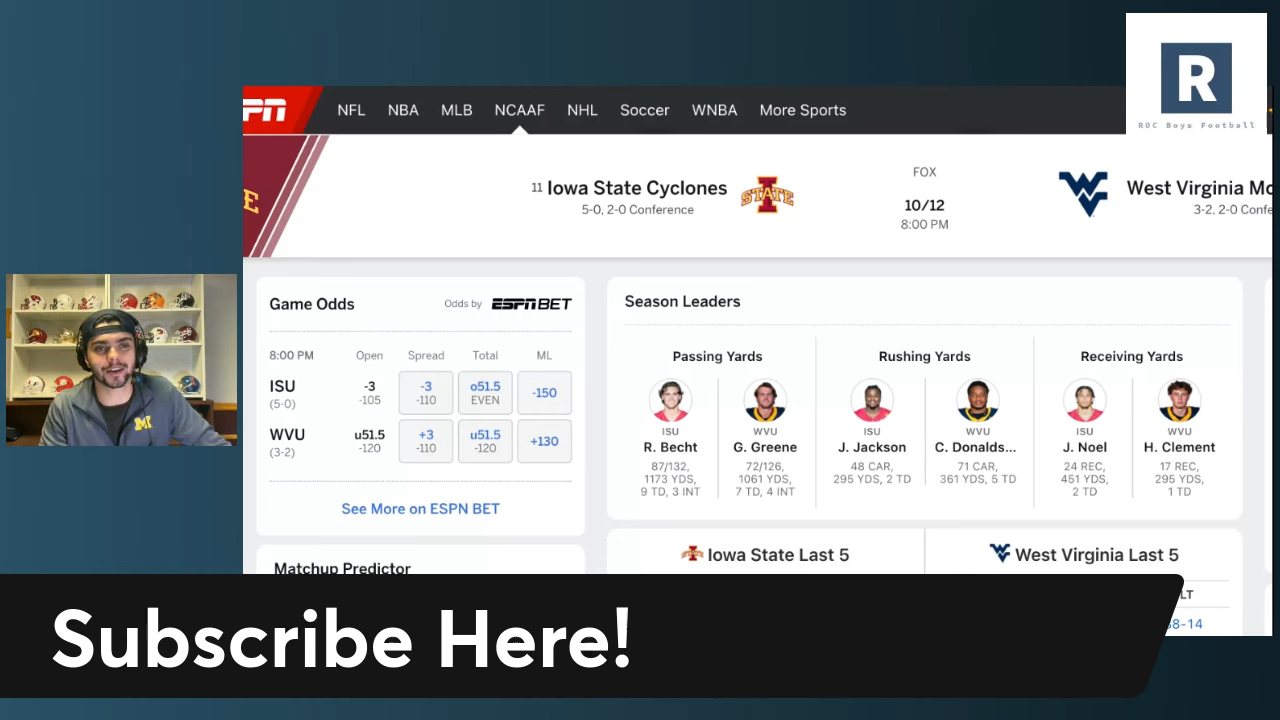 R
ROC Boys Football
PN
NFL NBA MLB NCAAF NHL Soccer WNBA More Sports
E
11 Iowa State Cyclones
5-0, 2-0 Conference
STATE
FOX
10/12
8:00 PM
WV
West Virginia Mo
3-2, 2-0 Confe
Game Odds
Odds by ESPN BET
8:00 PM Open Spread Total ML
ISU
(5-0)
-3
-105
-3
-110
o51.5
EVEN
-150
WVU
(3-2)
u51.5
-120
+3
-110
u51.5
-120
+130
See More on ESPN BET
Matchup Predictor
Season Leaders
Passing Yards Rushing Yards Receiving Yards
ISU WVU ISU WVU ISU WVU
R. Becht G. Greene J. Jackson C. Donalds... J. Noel H. Clement
87/132, 72/126, 48 CAR, 71 CAR, 24 REC, 17 REC,
1173 YDS, 1061 YDS, 295 YDS, 2 TD 361 YDS, 5 TD 451 YDS, 295 YDS,
9 TD, 3 INT 7 TD, 4 INT 2 TD 1 TD
Iowa State Last 5 West Virginia Last 5
LT
38-14
M
Subscribe Here!